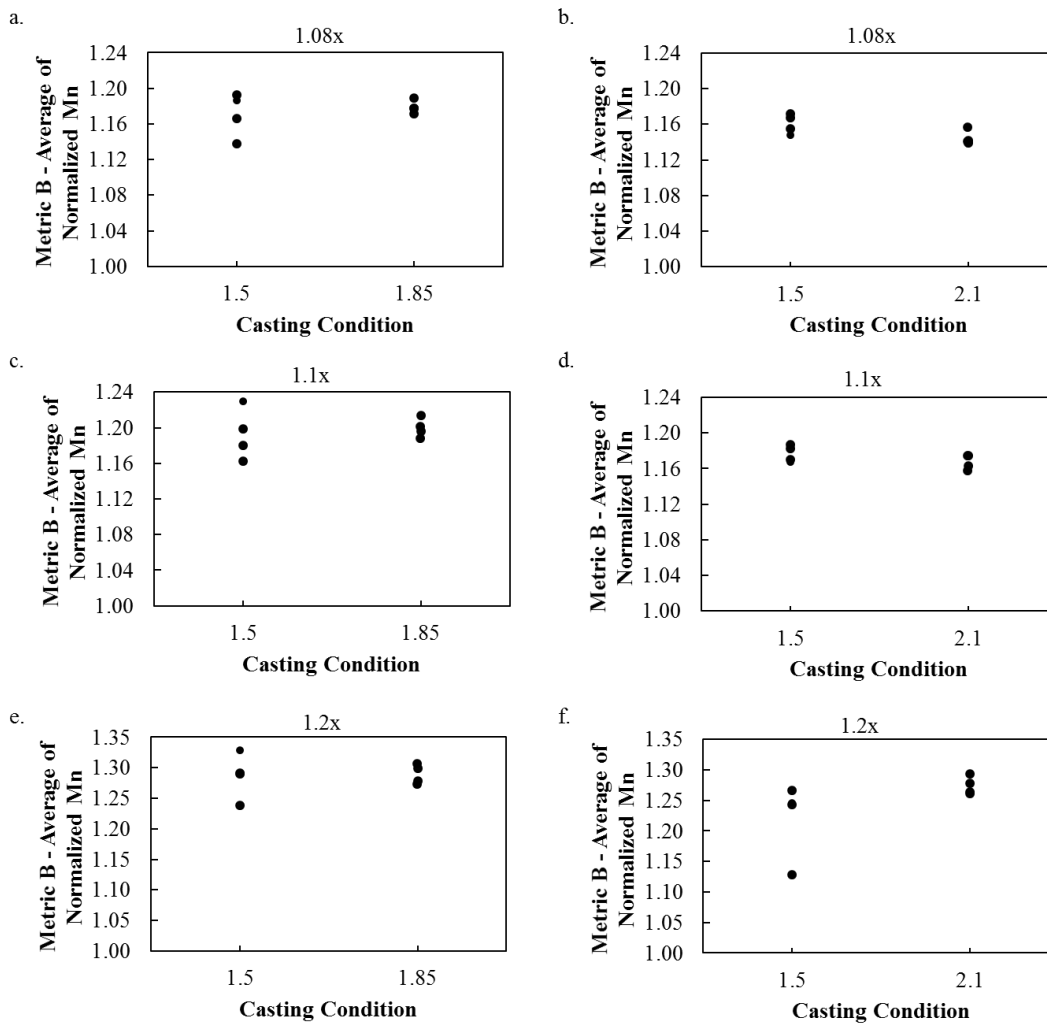 a.
1.08x
Metric B - Average of
Normalized Mn
1.24
1.20
1.16
1.12
1.08
1.04
1.00
1.5
1.85
Casting Condition
b.
1.08x
Metric B - Average of
Normalized Mn
1.24
1.20
1.16
1.12
1.08
1.04
1.00
1.5
2.1
Casting Condition
c.
1.1x
Metric B - Average of
Normalized Mn
1.24
1.20
1.16
1.12
1.08
1.04
1.00
1.5
1.85
Casting Condition
d.
1.1x
Metric B - Average of
Normalized Mn
1.24
1.20
1.16
1.12
1.08
1.04
1.00
1.5
2.1
Casting Condition
e.
1.2x
Metric B - Average of
Normalized Mn
1.35
1.30
1.25
1.20
1.15
1.10
1.05
1.00
1.5
1.85
Casting Condition
f.
1.2x
Metric B - Average of
Normalized Mn
1.35
1.30
1.25
1.20
1.15
1.10
1.05
1.00
1.5
2.1
Casting Condition